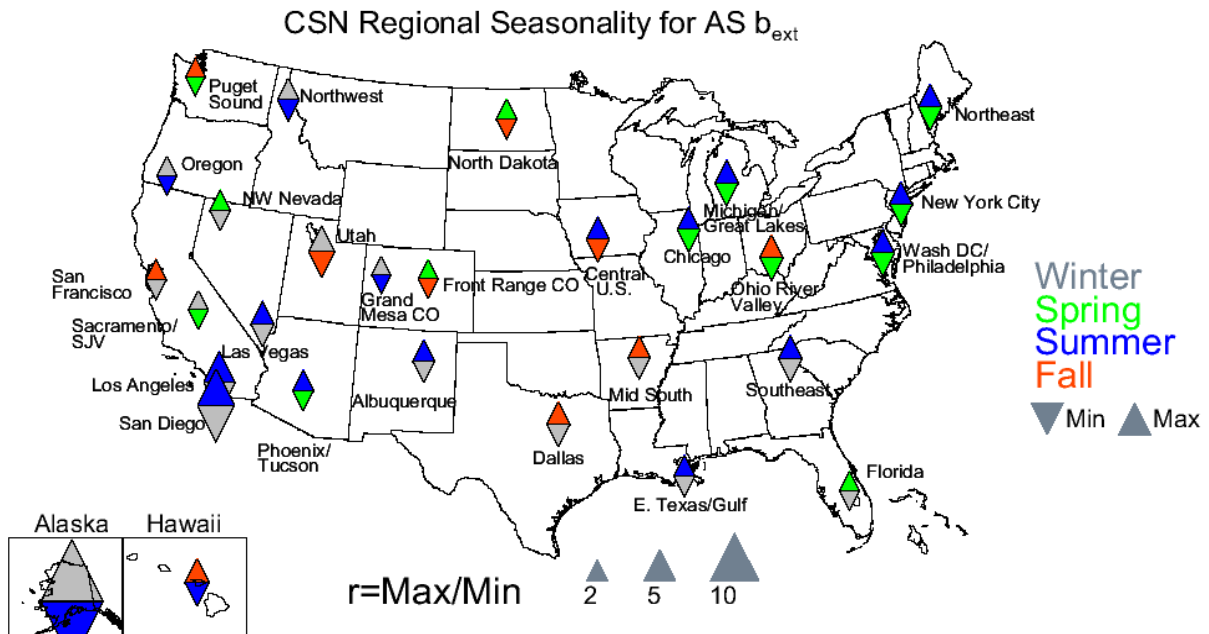 CSN Regional Seasonality for AS bext
Puget
Sound
Northwest
North Dakota
Northeast
Oregon
NW Nevada
Michigan/
Great Lakes
New York City
Utah
Chicago
Wash DC/
Philadelphia
San
Francisco
Grand
Mesa CO
Front Range CO
Central
U.S.
Ohio River
Valley
Sacramento/
SJV
Las Vegas
Los Angeles
San Diego
Albuquerque
Mid South
Southeast
Phoenix/
Tucson
Dallas
E. Texas/Gulf
Florida
Winter
Spring
Summer
Fall
Min Max
Alaska Hawaii
r=Max/Min
2 5 10